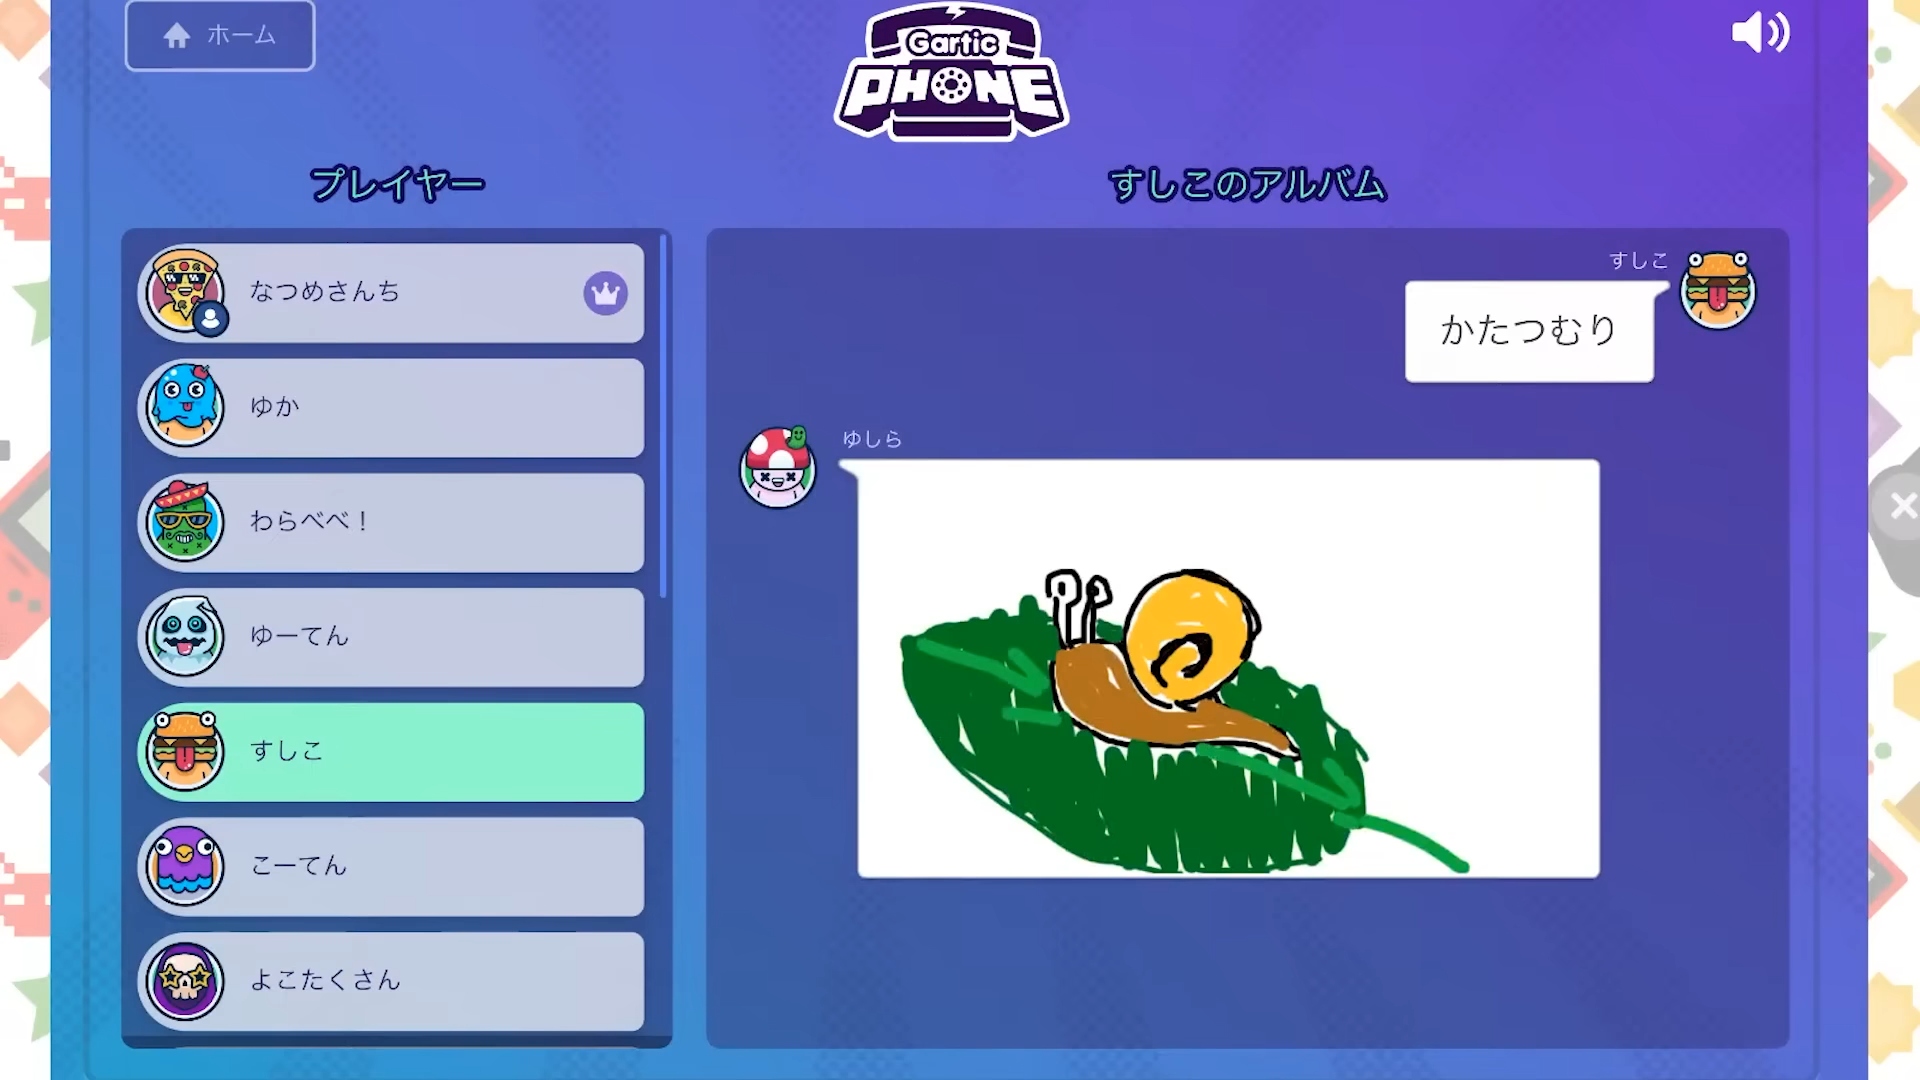 ホーム
Gartic
PHONE
プレイヤー
なつめさんち
ゆか
わらべべ！
ゆーてん
すしこ
こーてん
よこたくさん
すしこのアルバム
すしこ
かたつむり
ゆしら